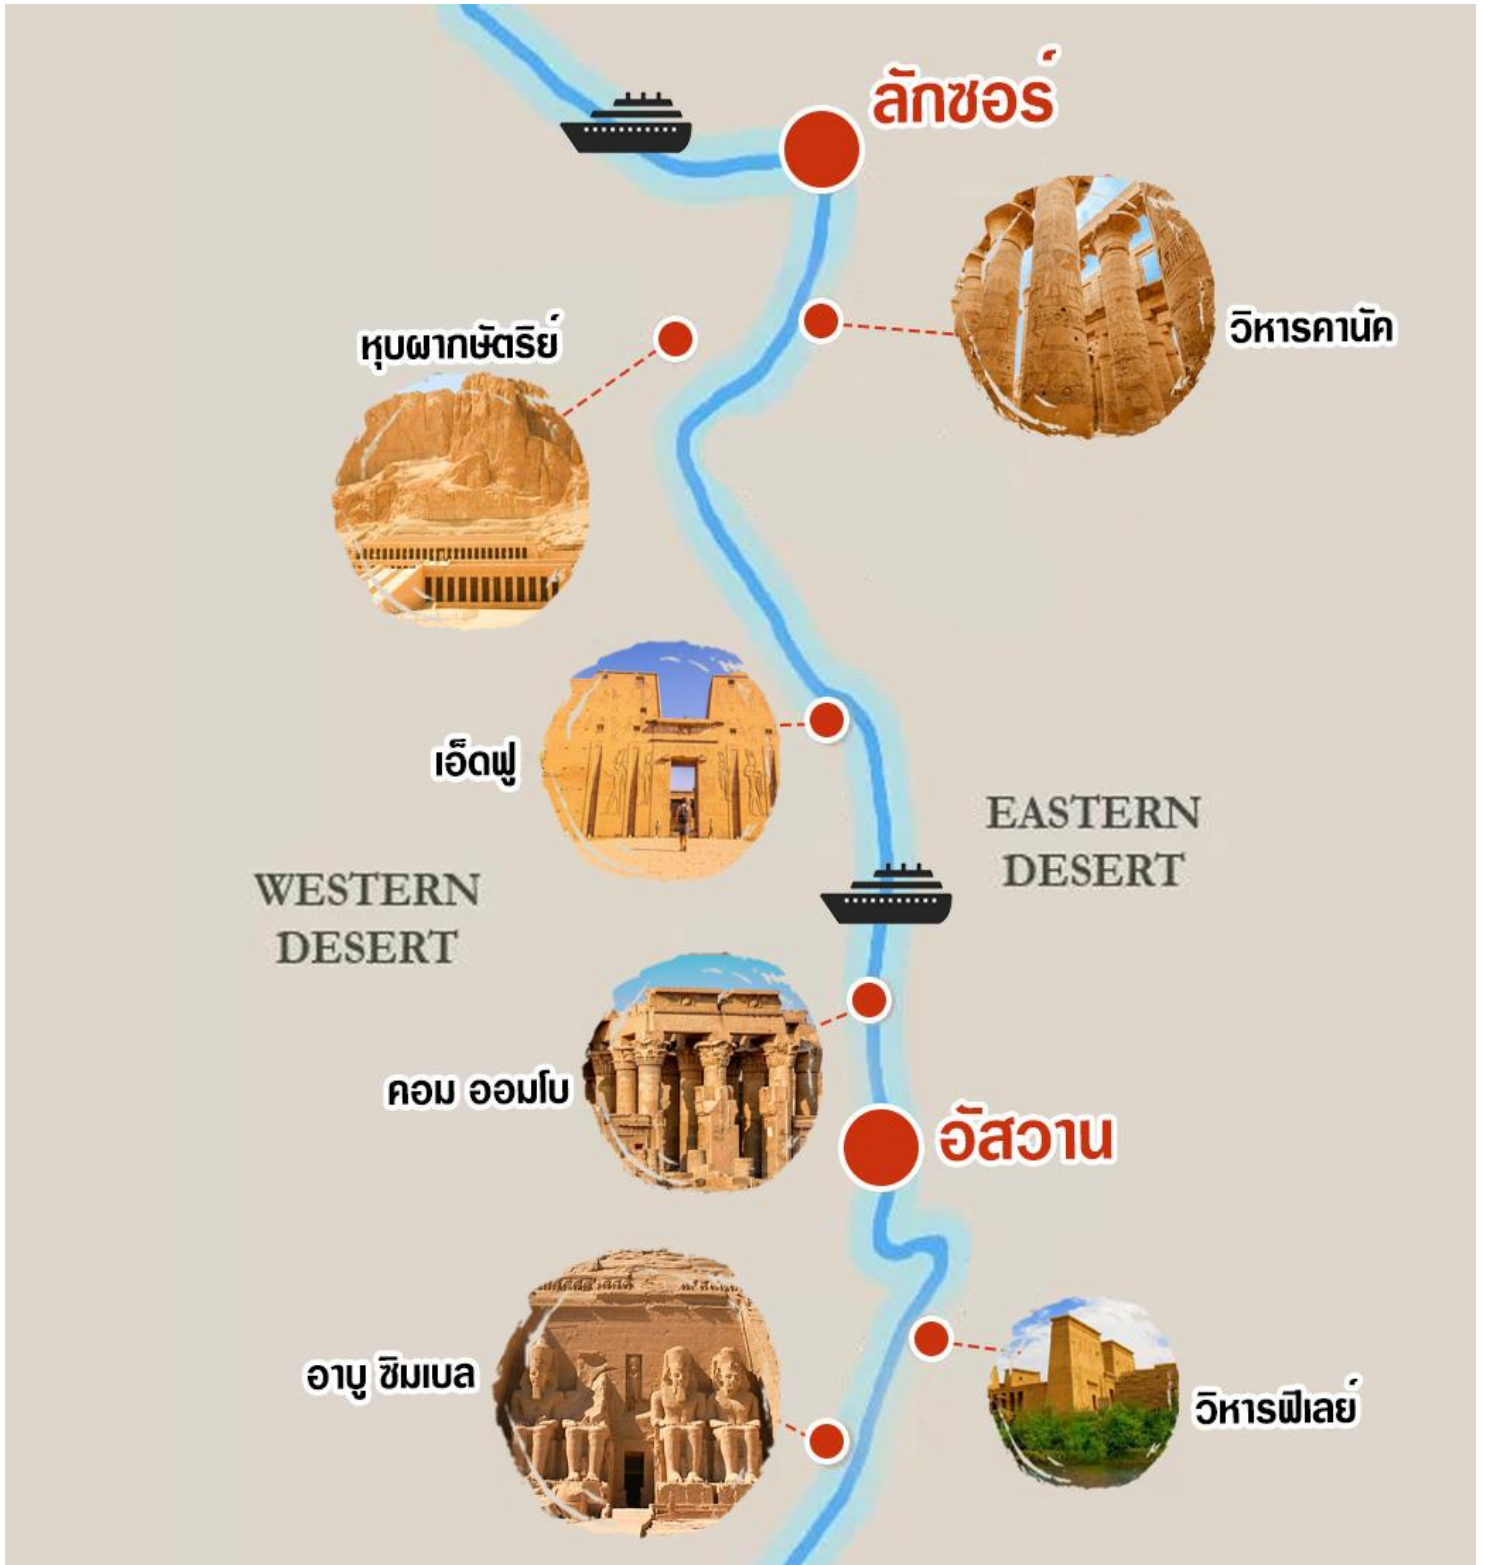 ลักซอร์
วิหารคานัค
หุบผากษัตริย์
เอ็ดฟู
EASTERN
DESERT
WESTERN
DESERT
คอม ออมโบ
อัสวาน
อาบู ซิมเบล
วิหารฟิเลย์